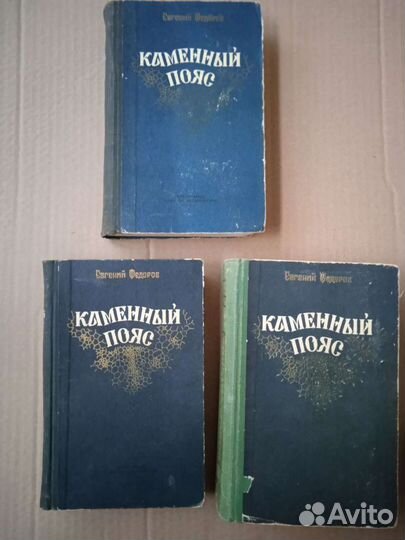 Евгений Федоров
КАМЕННЫЙ
ПОЯС
Евгений Федоров
КАМЕННЫЙ
ПОЯС
Евгений Федоров
КАМЕННЫЙ
ПОЯС
Avito